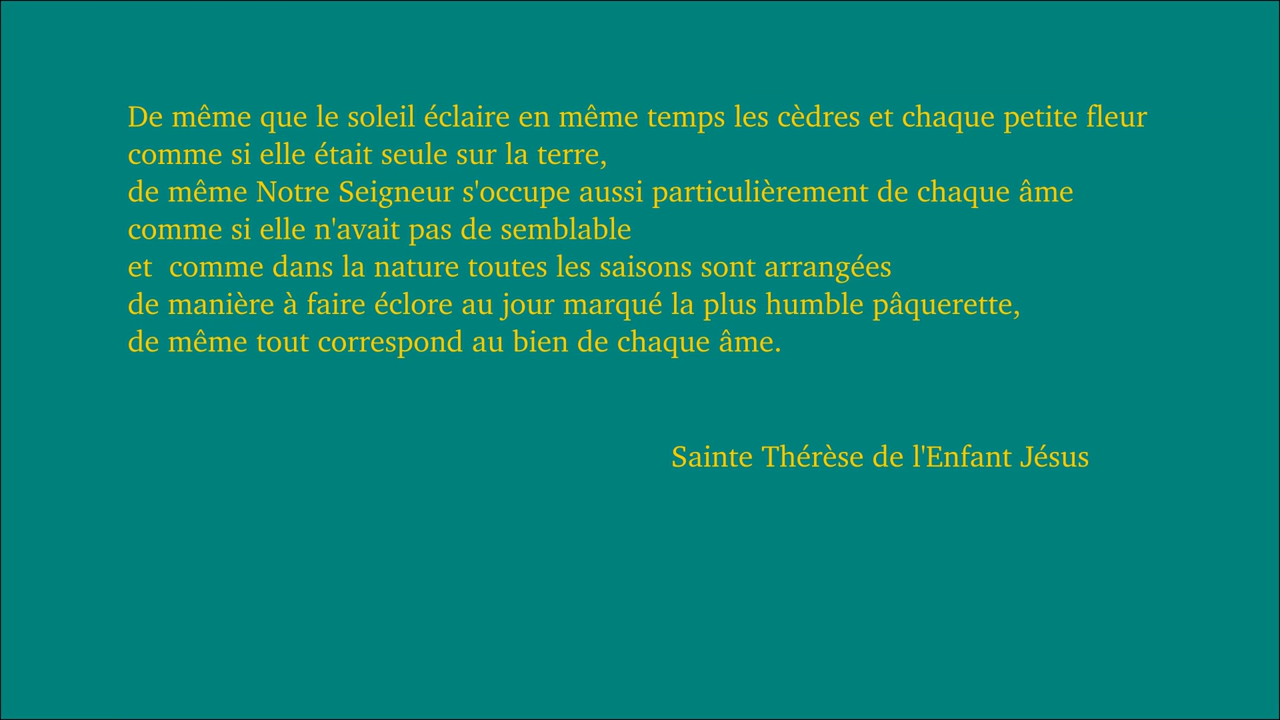 De même que le soleil éclaire en même temps les cèdres et chaque petite fleur
comme si elle était seule sur la terre,
de même Notre Seigneur s'occupe aussi particulièrement de chaque âme
comme si elle n'avait pas de semblable
et  comme dans la nature toutes les saisons sont arrangées
de manière à faire éclore au jour marqué la plus humble pâquerette,
de même tout correspond au bien de chaque âme.
Sainte Thérèse de l'Enfant Jésus